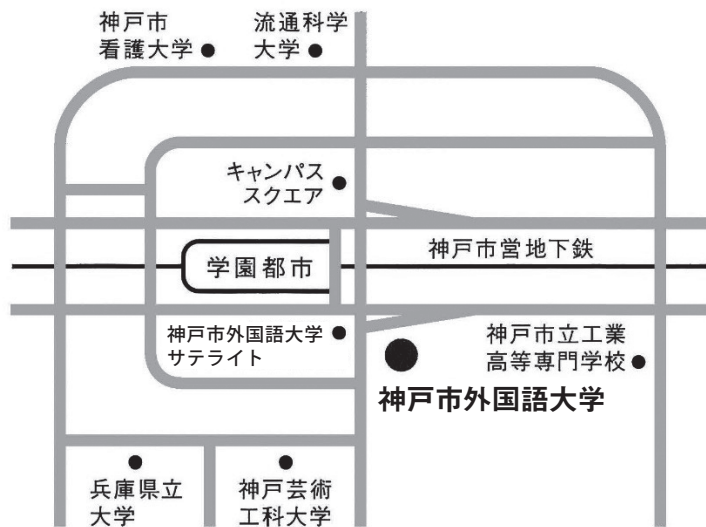 神戸市
看護大学
流通科学
大学
キャンパス
スクエア
学園都市
神戸市営地下鉄
神戸市外国語大学
サテライト
神戸市立工業
高等専門学校
神戸市外国語大学
兵庫県立
大学
神戸芸術
工科大学